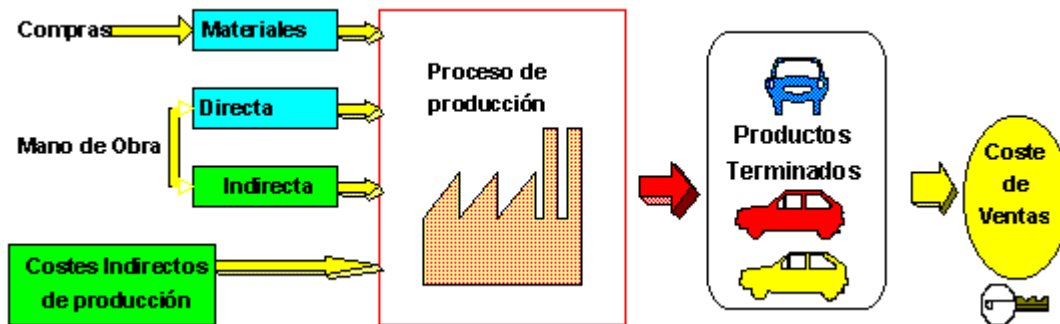 Compras
Materiales
Mano de Obra
Directa
Indirecta
Costes Indirectos
de producción
Proceso de
producción
Productos
Terminados
Coste
de
Ventas